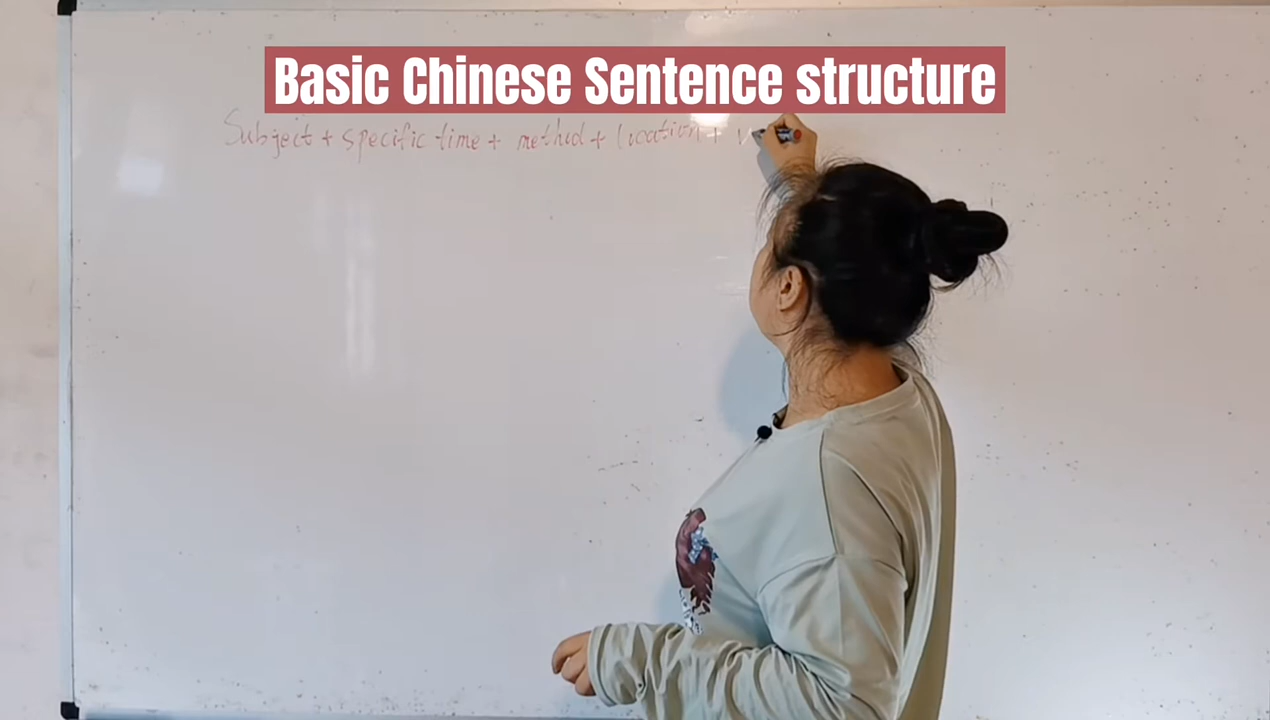 Basic Chinese Sentence structure
Subject + specific time + method + location +